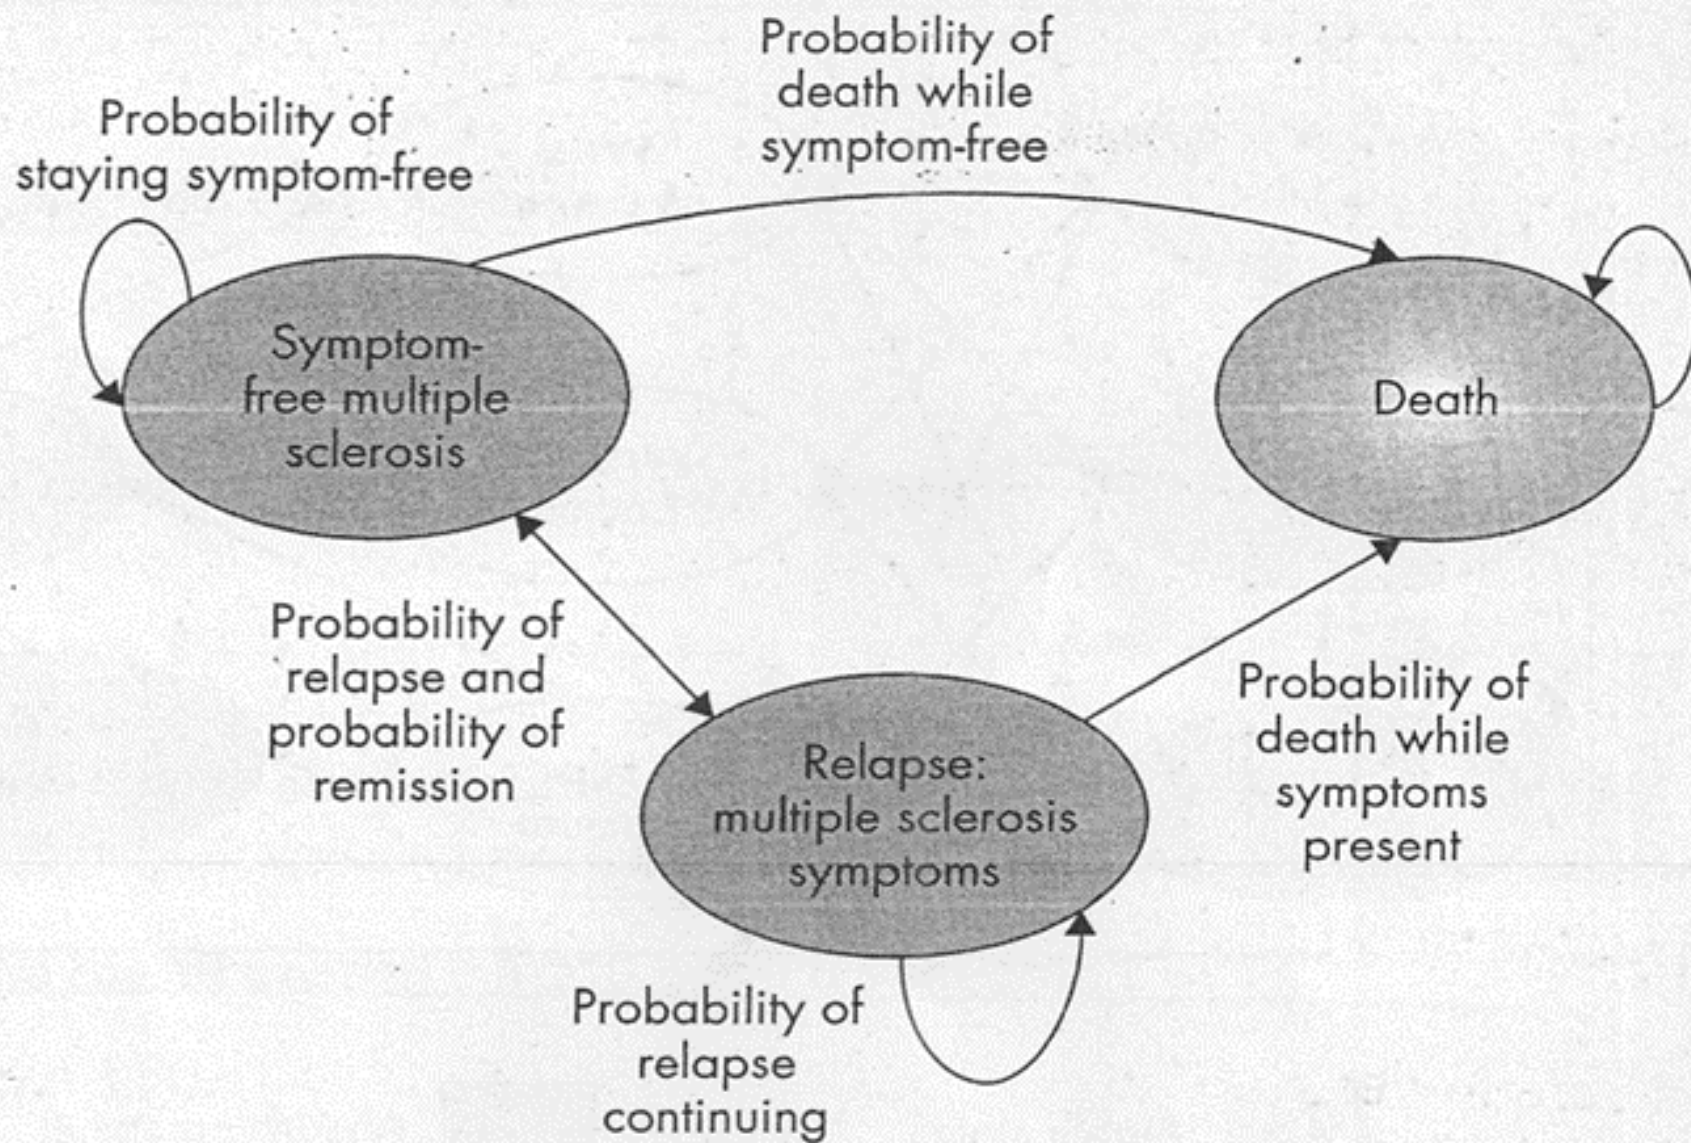 Probability of
death while
symptom-free
Probability of
staying symptom-free
Symptom-
free multiple
sclerosis
Death
Probability of
relapse and
probability of
remission
Relapse:
multiple sclerosis
symptoms
Probability of
death while
symptoms
present
Probability of
relapse
continuing